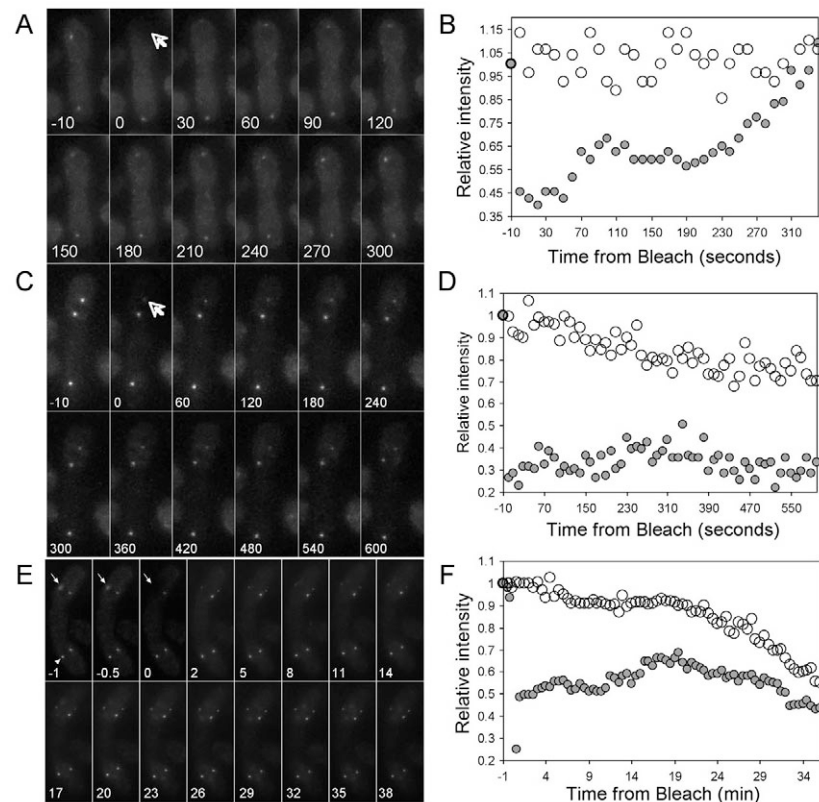 A
-10 0 30 60 90 120
150 180 210 240 270 300
B
Relative intensity
1.15
1.05
0.95
0.85
0.75
0.65
0.55
0.45
0.35
-10 30 70 110 150 190 230 270 310
Time from Bleach (seconds)
C
-10 0 60 120 180 240
300 360 420 480 540 600
D
Relative intensity
1.1
1
0.9
0.8
0.7
0.6
0.5
0.4
0.3
0.2
-10 70 150 230 310 390 470 550
Time from Bleach (seconds)
E
-1 -0.5 0 2 5 8 11 14
17 20 23 26 29 32 35 38
F
Relative intensity
1.1
1
0.9
0.8
0.7
0.6
0.5
0.4
0.3
0.2
-1 4 9 14 19 24 29 34
Time from Bleach (min)